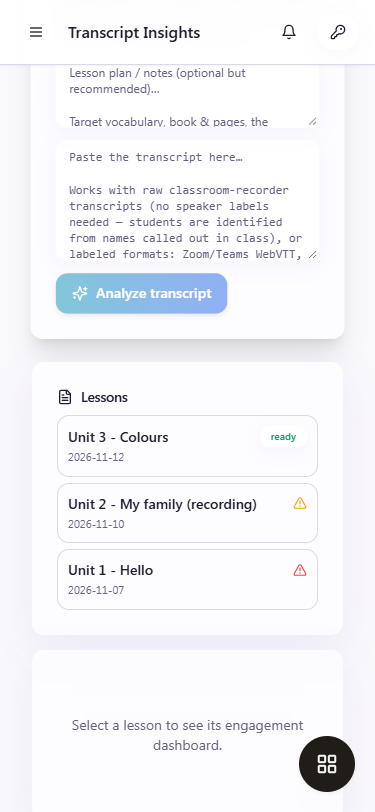 Transcript Insights
Lesson plan / notes (optional but
recommended)…
Target vocabulary, book & pages, the
Paste the transcript here…
Works with raw classroom-recorder
transcripts (no speaker labels
needed — students are identified
from names called out in class), or
labeled formats: Zoom/Teams WebVTT,
Analyze transcript
Lessons
Unit 3 - Colours
ready
2026-11-12
Unit 2 - My family (recording)
2026-11-10
Unit 1 - Hello
2026-11-07
Select a lesson to see its engagement
dashboard.